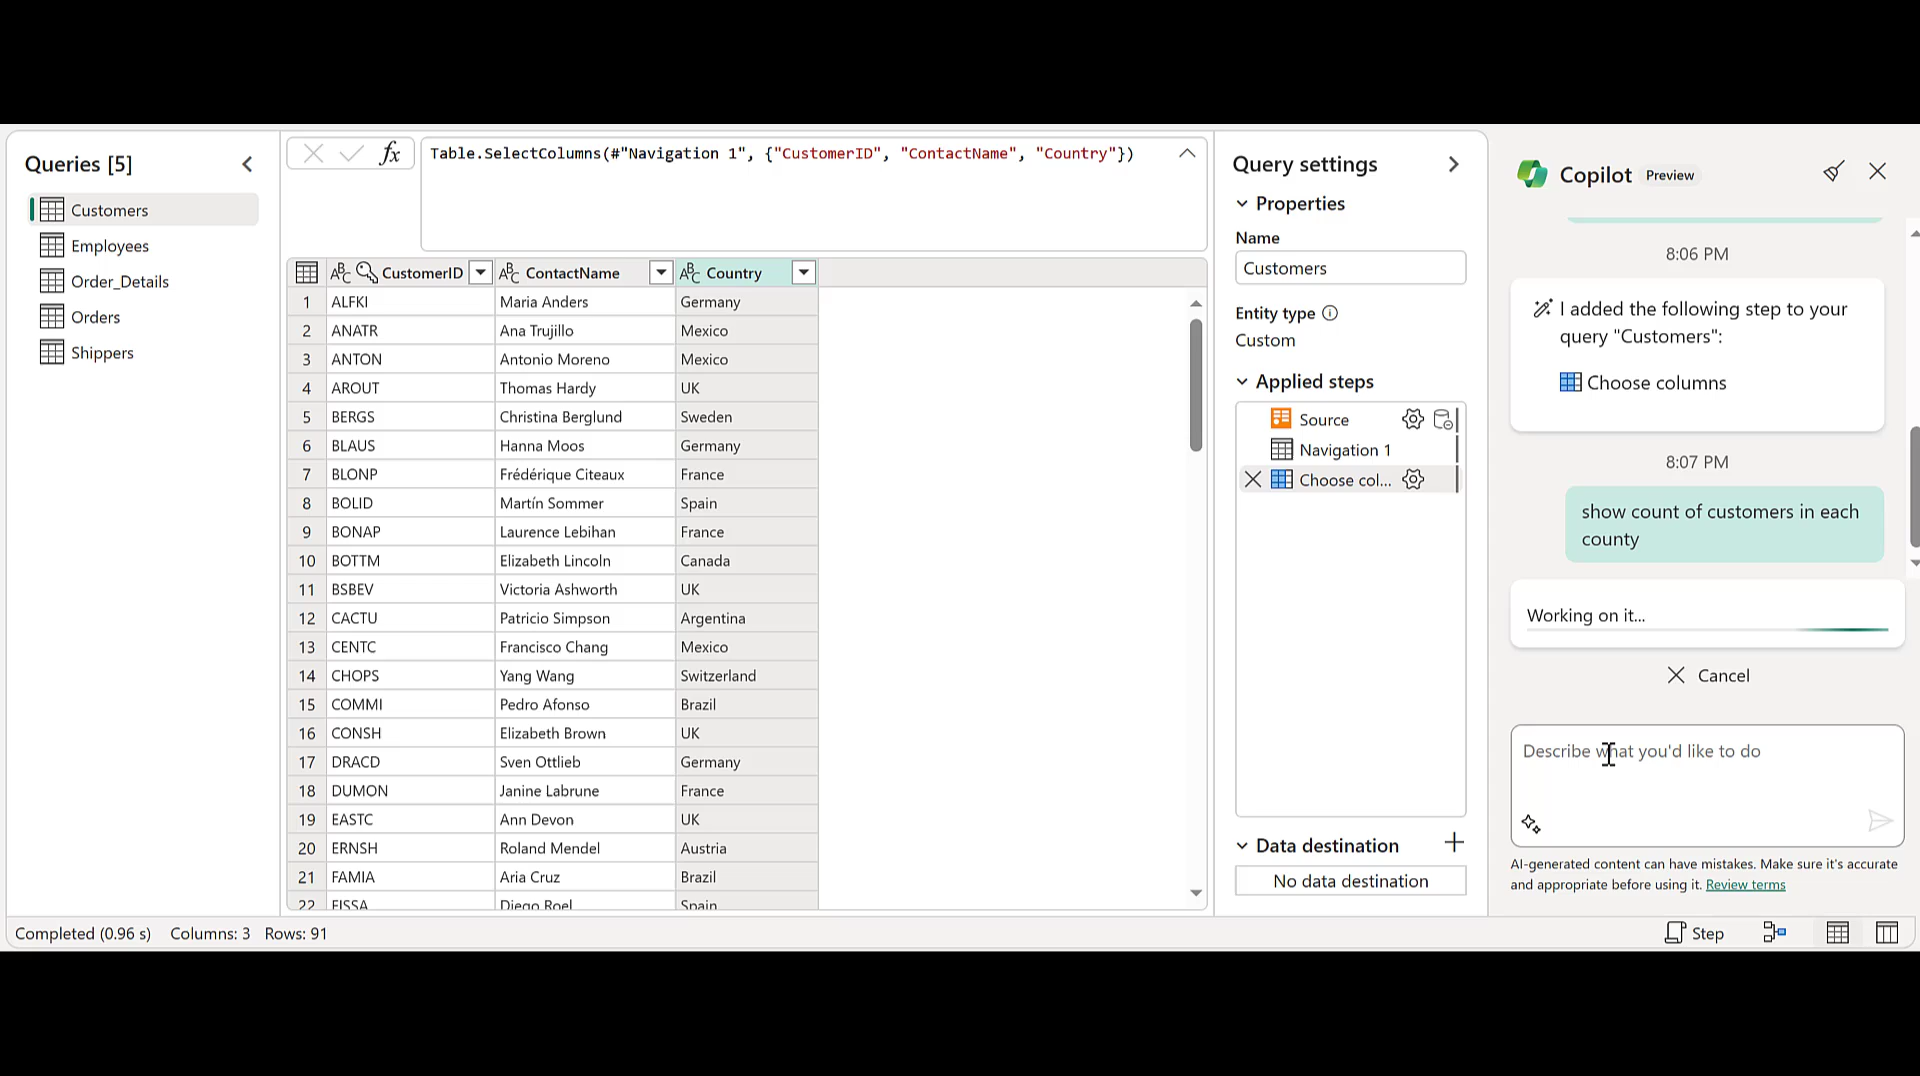 Queries [5]
Customers
Employees
Order_Details
Orders
Shippers
fx
Table.SelectColumns(#"Navigation 1", {"CustomerID", "ContactName", "Country"})
CustomerID ContactName Country
1 ALFKI Maria Anders Germany
2 ANATR Ana Trujillo Mexico
3 ANTON Antonio Moreno Mexico
4 AROUT Thomas Hardy UK
5 BERGS Christina Berglund Sweden
6 BLAUS Hanna Moos Germany
7 BLONP Frédérique Citeaux France
8 BOLID Martín Sommer Spain
9 BONAP Laurence Lebihan France
10 BOTTM Elizabeth Lincoln Canada
11 BSBEV Victoria Ashworth UK
12 CACTU Patricio Simpson Argentina
13 CENTC Francisco Chang Mexico
14 CHOPS Yang Wang Switzerland
15 COMMI Pedro Afonso Brazil
16 CONSH Elizabeth Brown UK
17 DRACD Sven Ottlieb Germany
18 DUMON Janine Labrune France
19 EASTC Ann Devon UK
20 ERNSH Roland Mendel Austria
21 FAMIA Aria Cruz Brazil
22 FISSA Diego Roel Spain
Query settings
Properties
Name
Customers
Entity type
Custom
Applied steps
Source
Navigation 1
Choose col...
Data destination
No data destination
Copilot Preview
8:06 PM
I added the following step to your
query "Customers":
Choose columns
8:07 PM
show count of customers in each
county
Working on it...
Cancel
Describe what you'd like to do
AI-generated content can have mistakes. Make sure it's accurate
and appropriate before using it. Review terms
Completed (0.96 s) Columns: 3 Rows: 91
Step